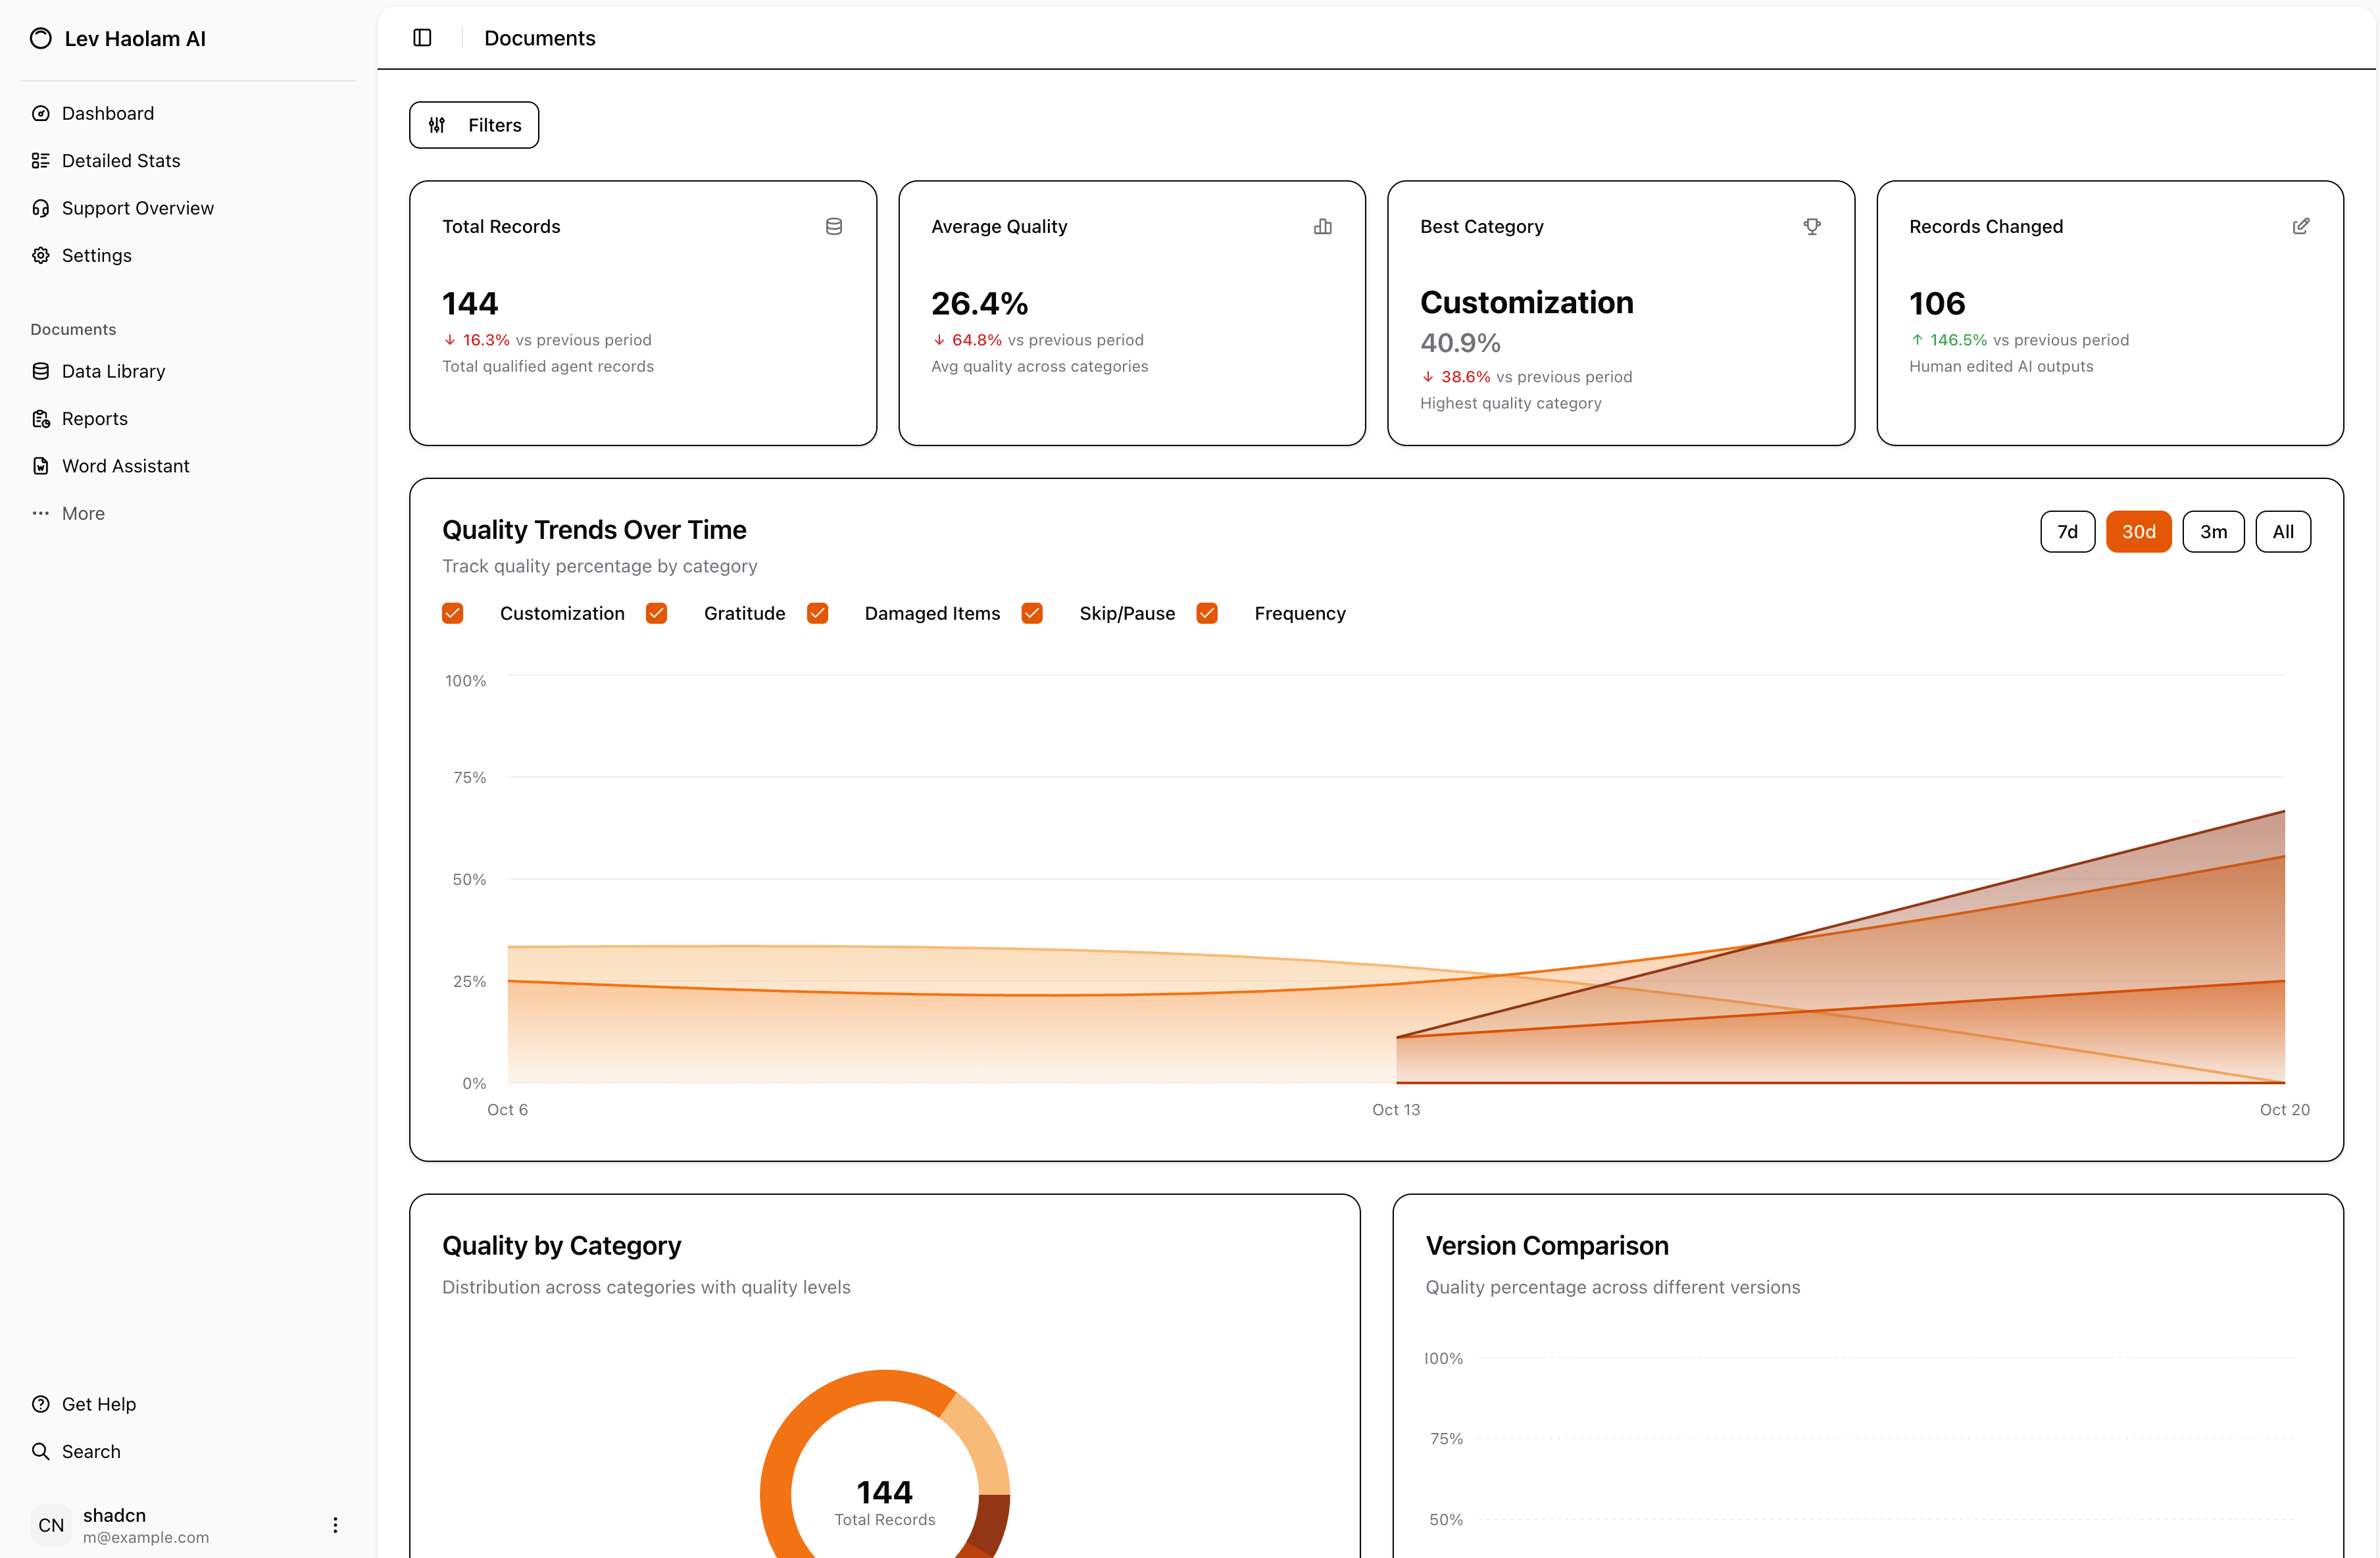 Lev Haolam AI
Dashboard
Detailed Stats
Support Overview
Settings
Documents
Data Library
Reports
Word Assistant
More
Get Help
Search
CN
shadcn
m@example.com
Documents
Filters
Total Records
144
16.3% vs previous period
Total qualified agent records
Average Quality
26.4%
64.8% vs previous period
Avg quality across categories
Best Category
Customization
40.9%
38.6% vs previous period
Highest quality category
Records Changed
106
146.5% vs previous period
Human edited AI outputs
Quality Trends Over Time
Track quality percentage by category
7d 30d 3m All
Customization Gratitude Damaged Items Skip/Pause Frequency
100%
75%
50%
25%
0%
Oct 6 Oct 13 Oct 20
Quality by Category
Distribution across categories with quality levels
144
Total Records
Version Comparison
Quality percentage across different versions
100%
75%
50%